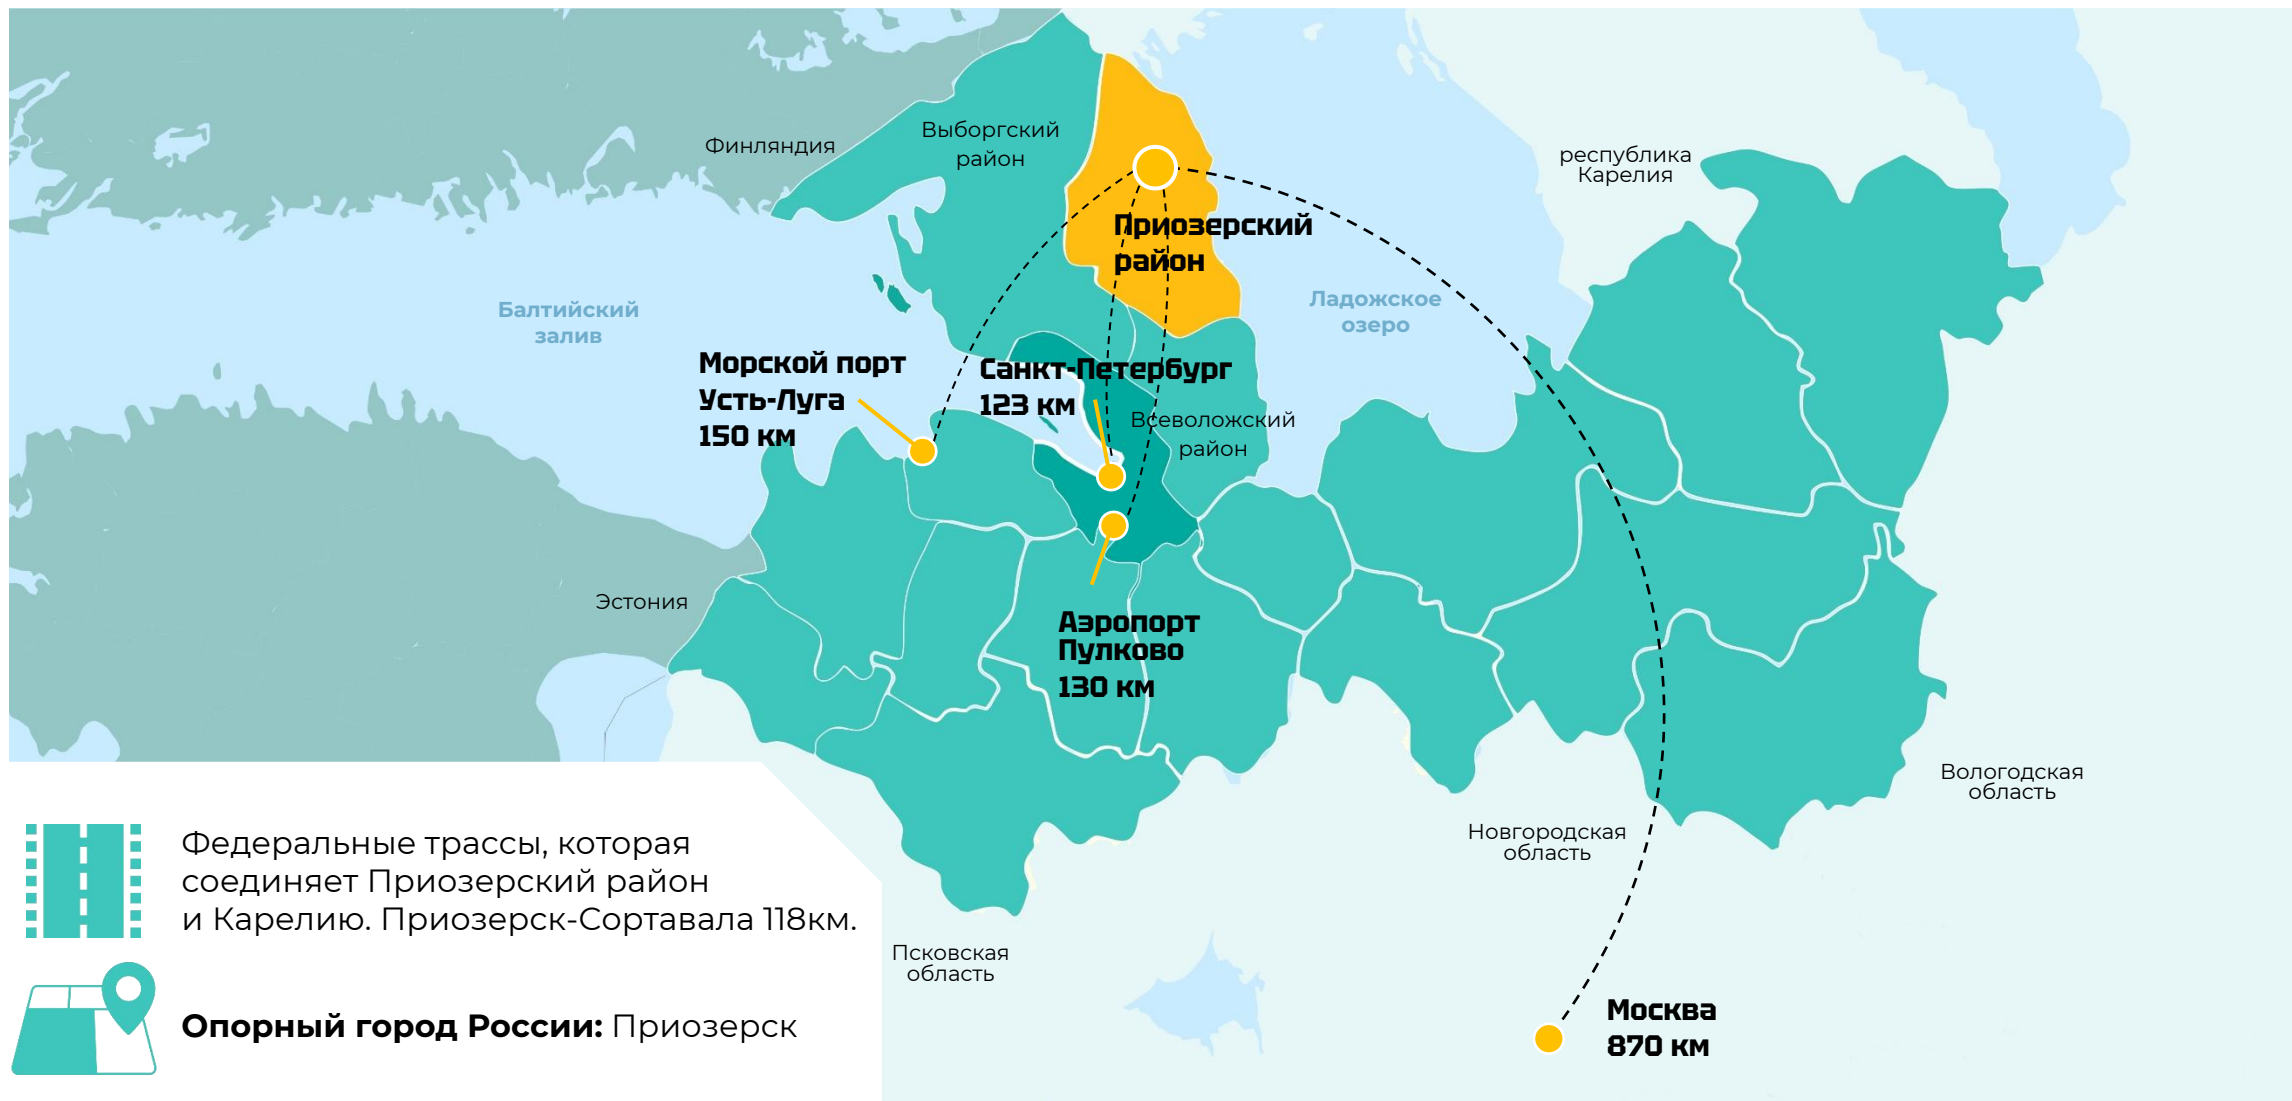 Финляндия
Выборгский
район
республика
Карелия
Приозерский
район
Балтийский
залив
Ладожское
озеро
Морской порт
Усть-Луга
150 км
Санкт-Петербург
123 км
Всеволожский
район
Эстония
Аэропорт
Пулково
130 км
Вологодская
область
Новгородская
область
Псковская
область
Москва
870 км
Федеральные трассы, которая
соединяет Приозерский район
и Карелию. Приозерск-Сортавала 118км.
Опорный город России: Приозерск